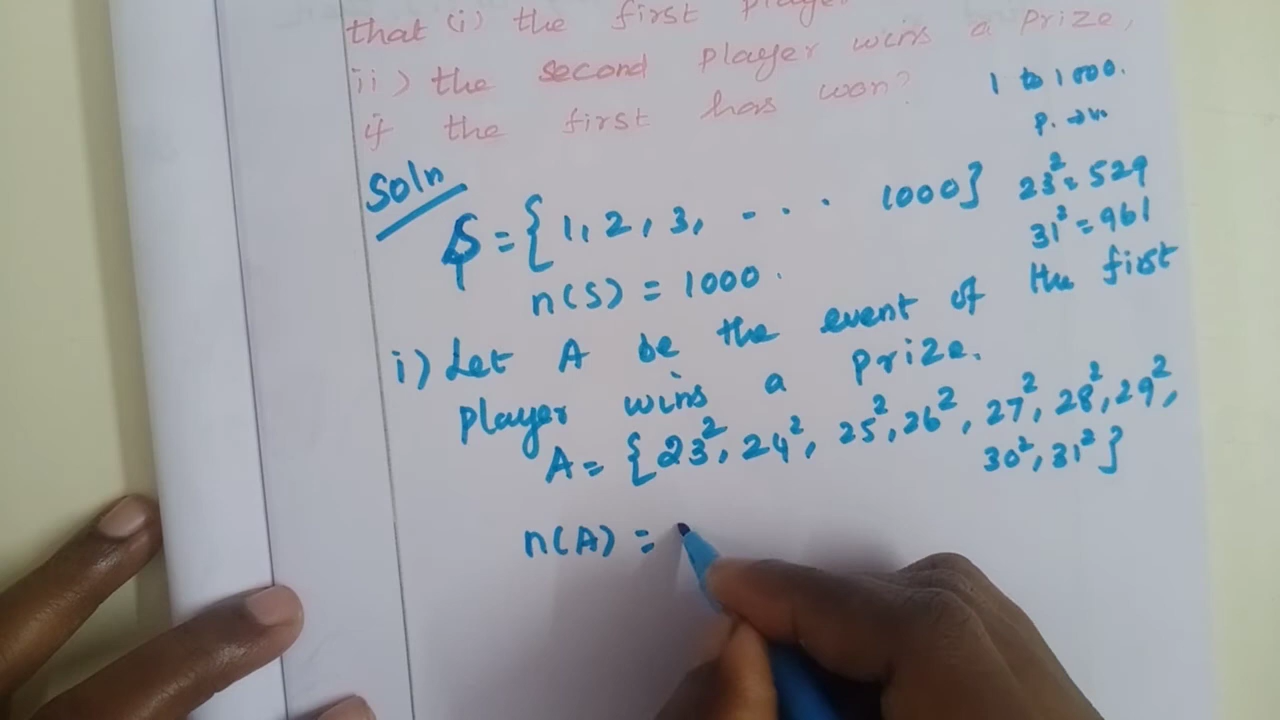 that (i) the first player
ii) the second player wins a prize,
if the first has won?
1 to 1000.
Soln
S = {1, 2, 3, - . . . 1000}
23² = 529
31² = 961
n(S) = 1000.
i) Let A be the event of the first
player wins a prize.
A = {23², 24², 25², 26², 27², 28², 29²,
30², 31²}
n(A) =